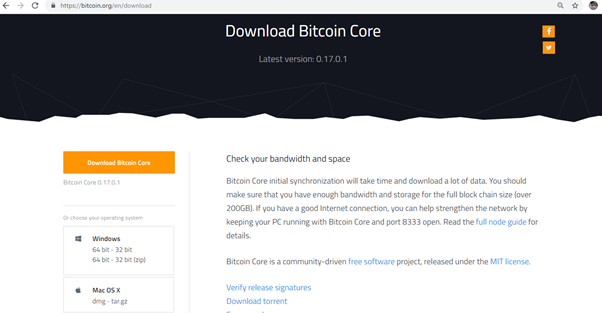 https://bitcoin.org/en/download
Download Bitcoin Core
Latest version: 0.17.0.1
Download Bitcoin Core
Bitcoin Core 0.17.0.1
Or choose your operating system
Windows
64 bit - 32 bit
64 bit - 32 bit (zip)
Mac OS X
dmg - tar.gz
Check your bandwidth and space
Bitcoin Core initial synchronization will take time and download a lot of data. You should
make sure that you have enough bandwidth and storage for the full block chain size (over
200GB). If you have a good Internet connection, you can help strengthen the network by
keeping your PC running with Bitcoin Core and port 8333 open. Read the full node guide for
details.
Bitcoin Core is a community-driven free software project, released under the MIT license.
Verify release signatures
Download torrent